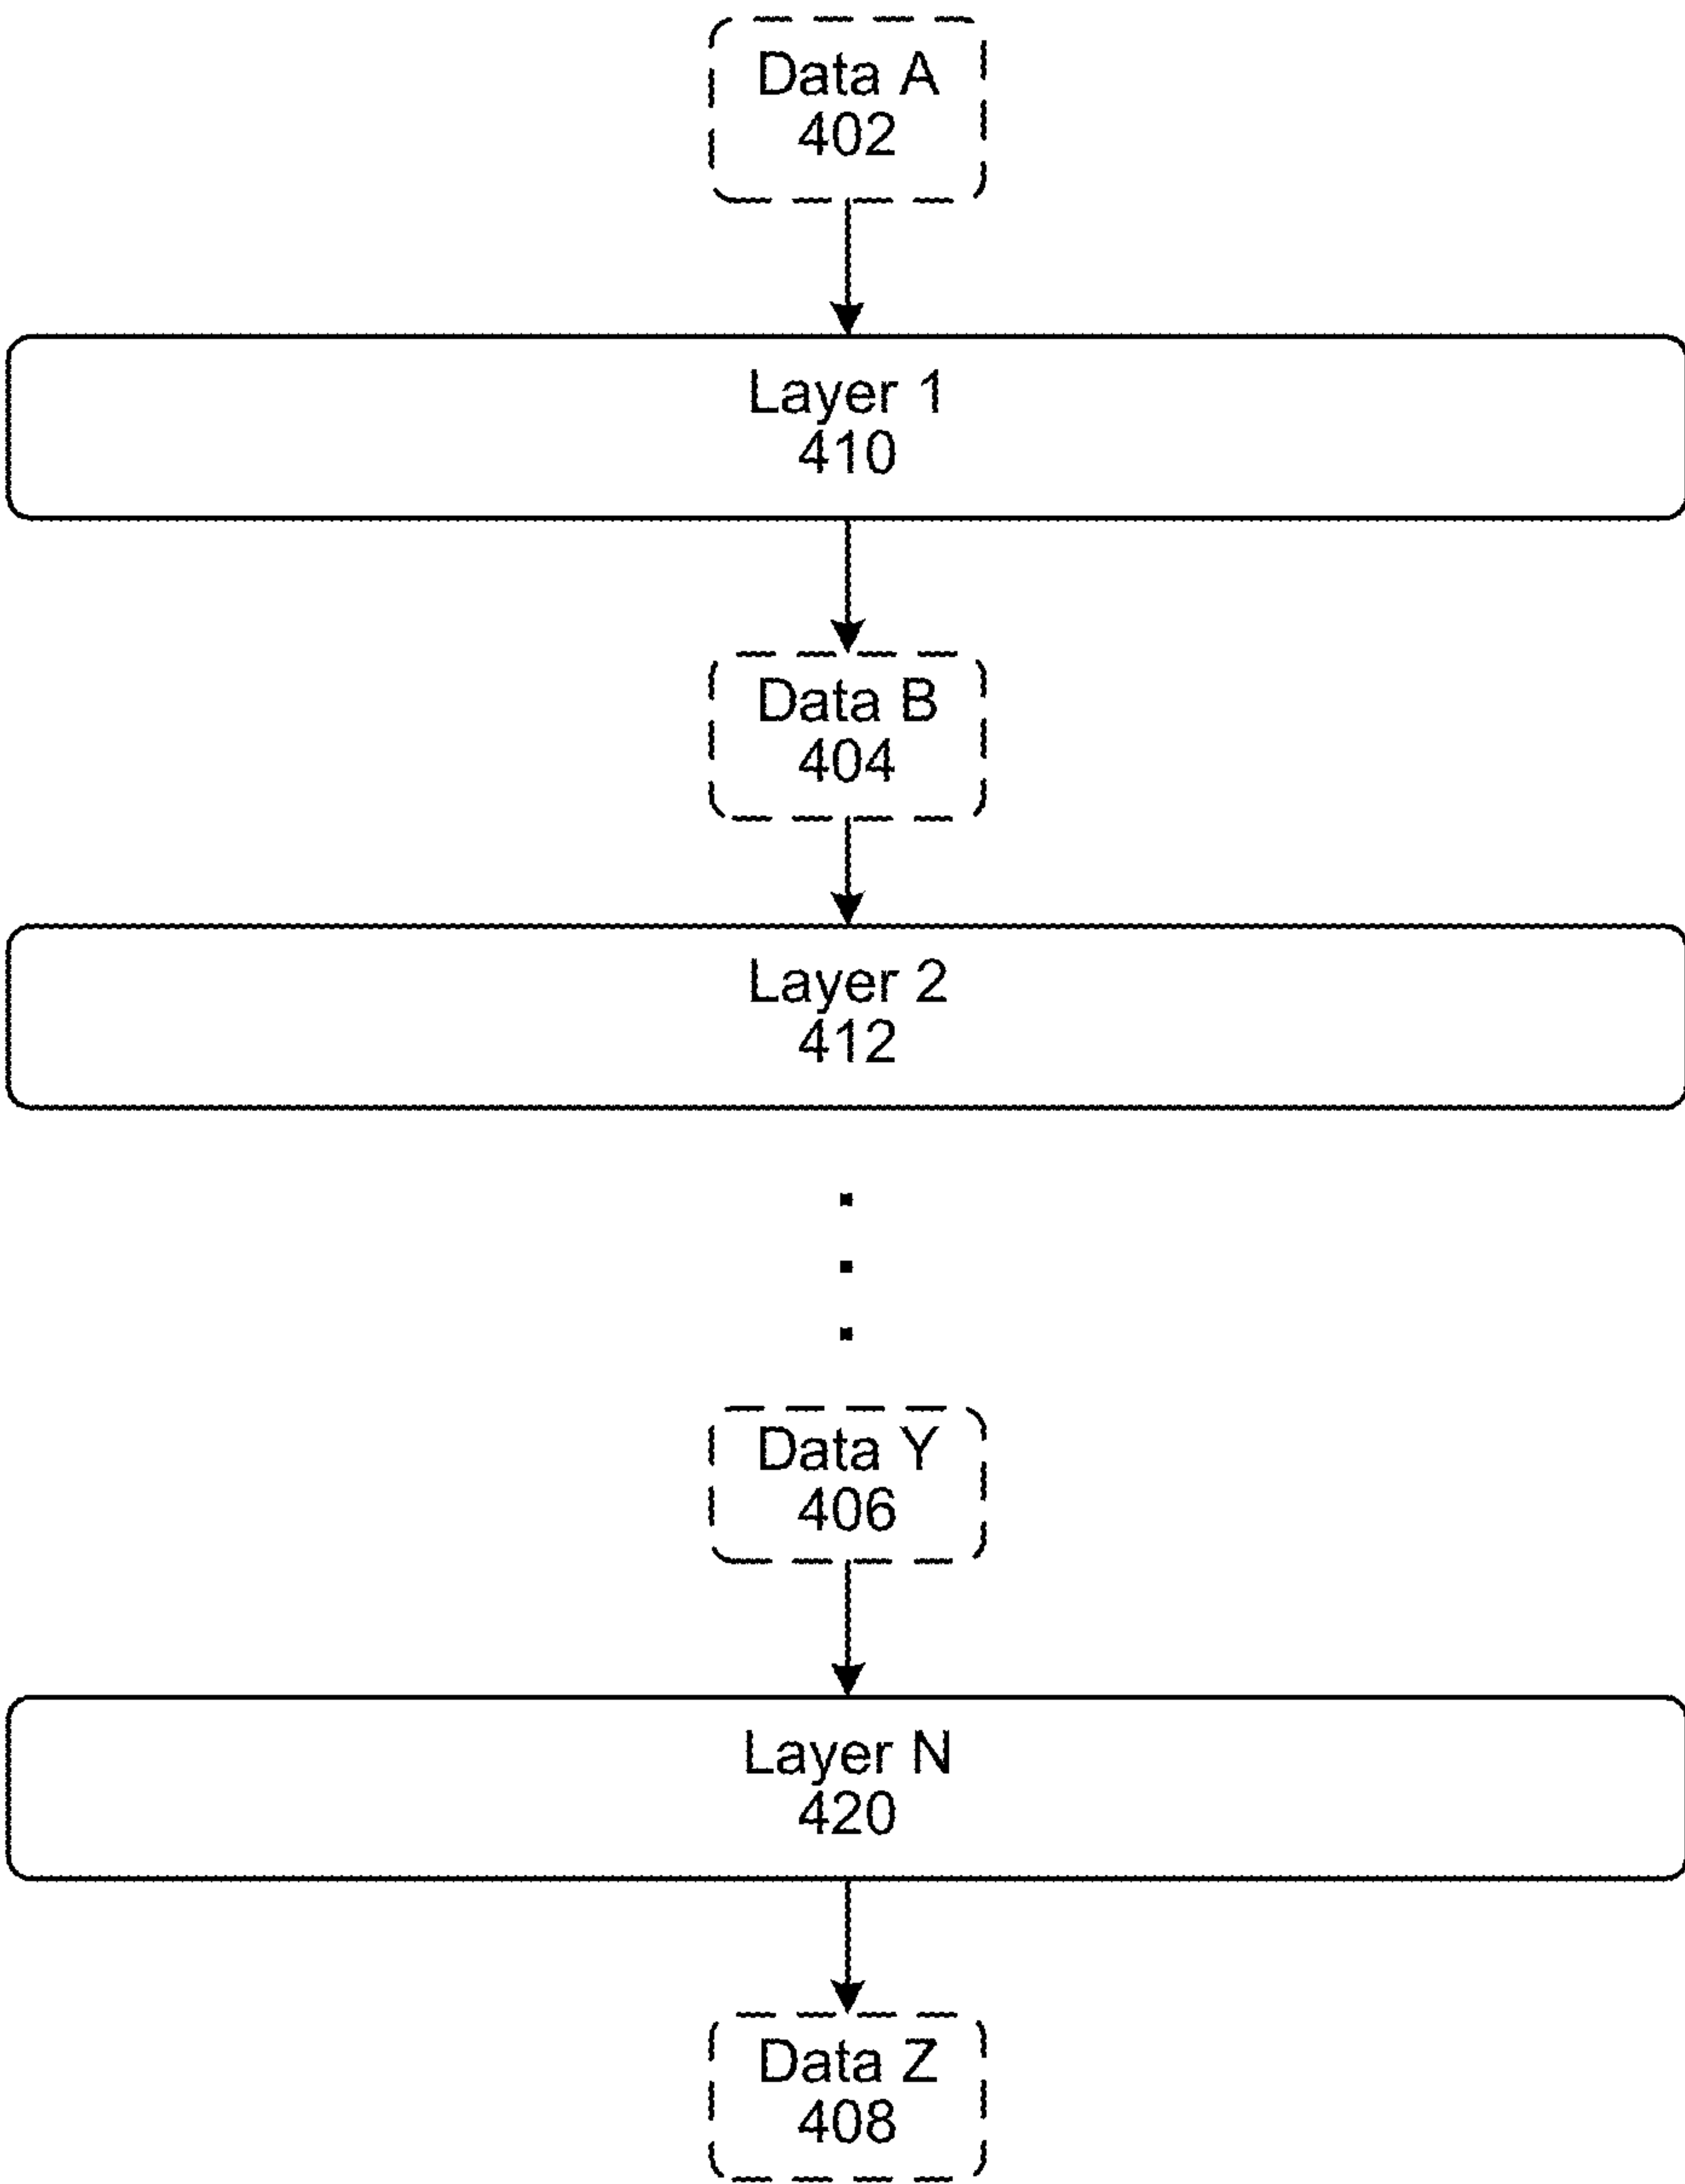 Data A
402
Layer 1
410
Data B
404
Layer 2
412
Data Y
406
Layer N
420
Data Z
408